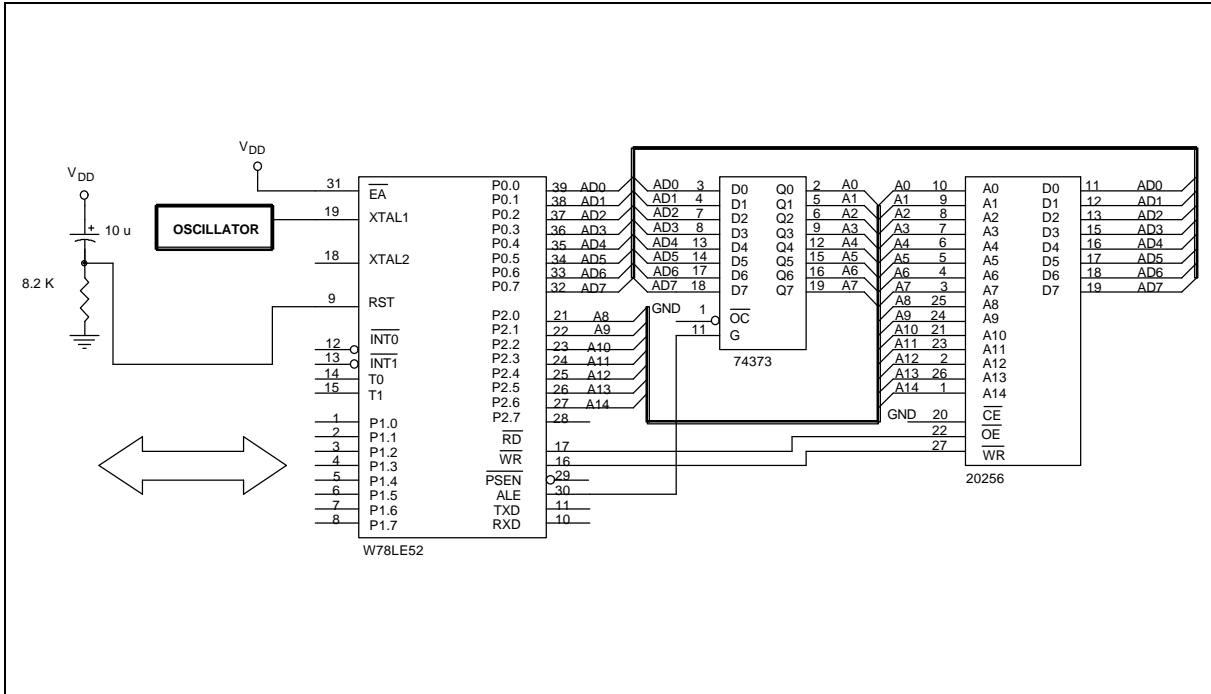 VDD
10 u
8.2 K
VDD
OSCILLATOR
31 EA
19 XTAL1
18 XTAL2
9 RST
12 INT0
13 INT1
14 T0
15 T1
1 P1.0
2 P1.1
3 P1.2
4 P1.3
5 P1.4
6 P1.5
7 P1.6
8 P1.7
P0.0 39 AD0
P0.1 38 AD1
P0.2 37 AD2
P0.3 36 AD3
P0.4 35 AD4
P0.5 34 AD5
P0.6 33 AD6
P0.7 32 AD7
P2.0 21 A8
P2.1 22 A9
P2.2 23 A10
P2.3 24 A11
P2.4 25 A12
P2.5 26 A13
P2.6 27 A14
P2.7 28
RD 17
WR 16
PSEN 29
ALE 30
TXD 11
RXD 10
W78LE52
AD0 3 D0 Q0 2 A0
AD1 4 D1 Q1 5 A1
AD2 7 D2 Q2 6 A2
AD3 8 D3 Q3 9 A3
AD4 13 D4 Q4 12 A4
AD5 14 D5 Q5 15 A5
AD6 17 D6 Q6 16 A6
AD7 18 D7 Q7 19 A7
GND 1 OC
11 G
74373
A0 10 A0 D0 11 AD0
A1 9 A1 D1 12 AD1
A2 8 A2 D2 13 AD2
A3 7 A3 D3 15 AD3
A4 6 A4 D4 16 AD4
A5 5 A5 D5 17 AD5
A6 4 A6 D6 18 AD6
A7 3 A7 D7 19 AD7
A8 25 A8
A9 24 A9
A10 21 A10
A11 23 A11
A12 2 A12
A13 26 A13
A14 1 A14
GND 20 CE
22 OE
27 WR
20256